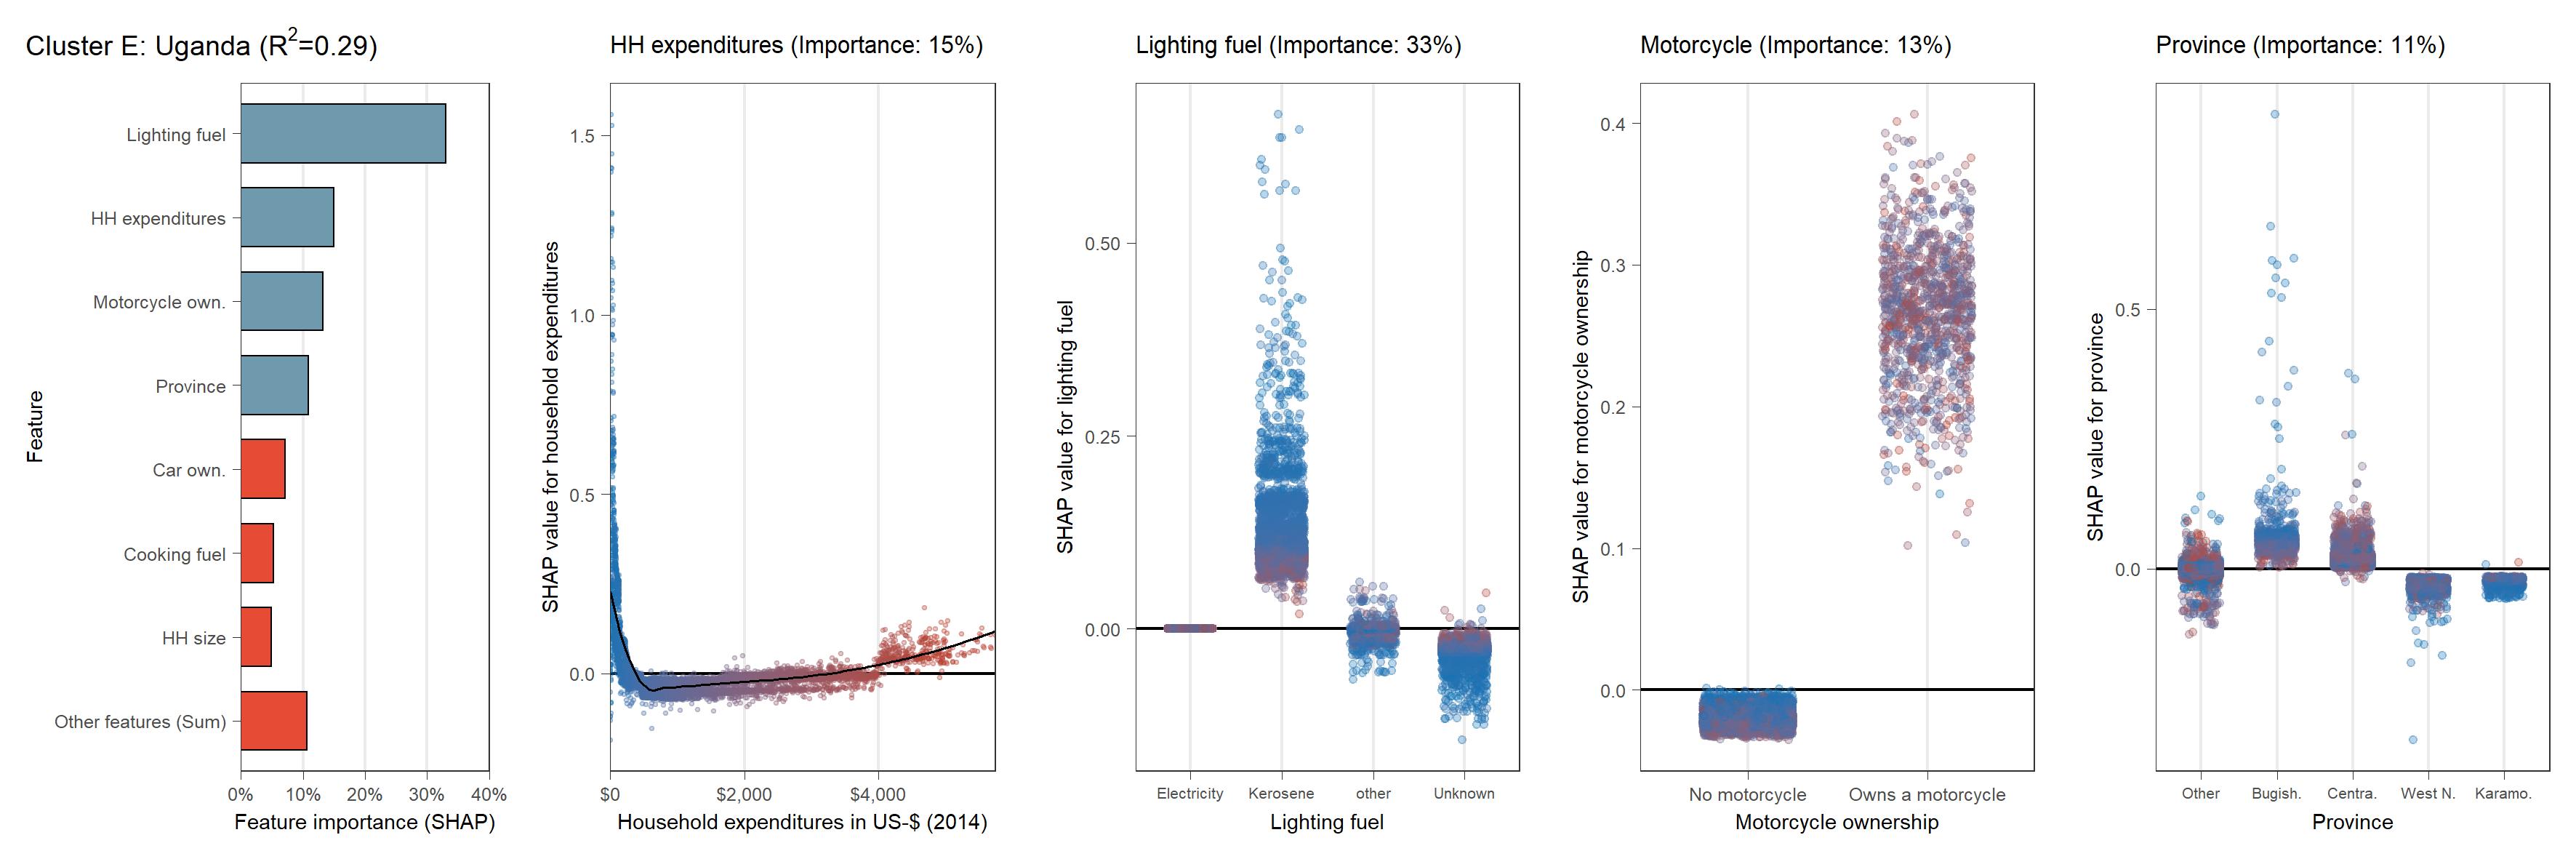 Cluster E: Uganda (R²=0.29)
Feature
Lighting fuel
HH expenditures
Motorcycle own.
Province
Car own.
Cooking fuel
HH size
Other features (Sum)
0% 10% 20% 30% 40%
Feature importance (SHAP)
HH expenditures (Importance: 15%)
SHAP value for household expenditures
1.5
1.0
0.5
0.0
$0 $2,000 $4,000
Household expenditures in US-$ (2014)
Lighting fuel (Importance: 33%)
SHAP value for lighting fuel
0.50
0.25
0.00
Electricity Kerosene other Unknown
Lighting fuel
Motorcycle (Importance: 13%)
SHAP value for motorcycle ownership
0.4
0.3
0.2
0.1
0.0
No motorcycle Owns a motorcycle
Motorcycle ownership
Province (Importance: 11%)
SHAP value for province
0.5
0.0
Other Bugish. Centra. West N. Karamo.
Province